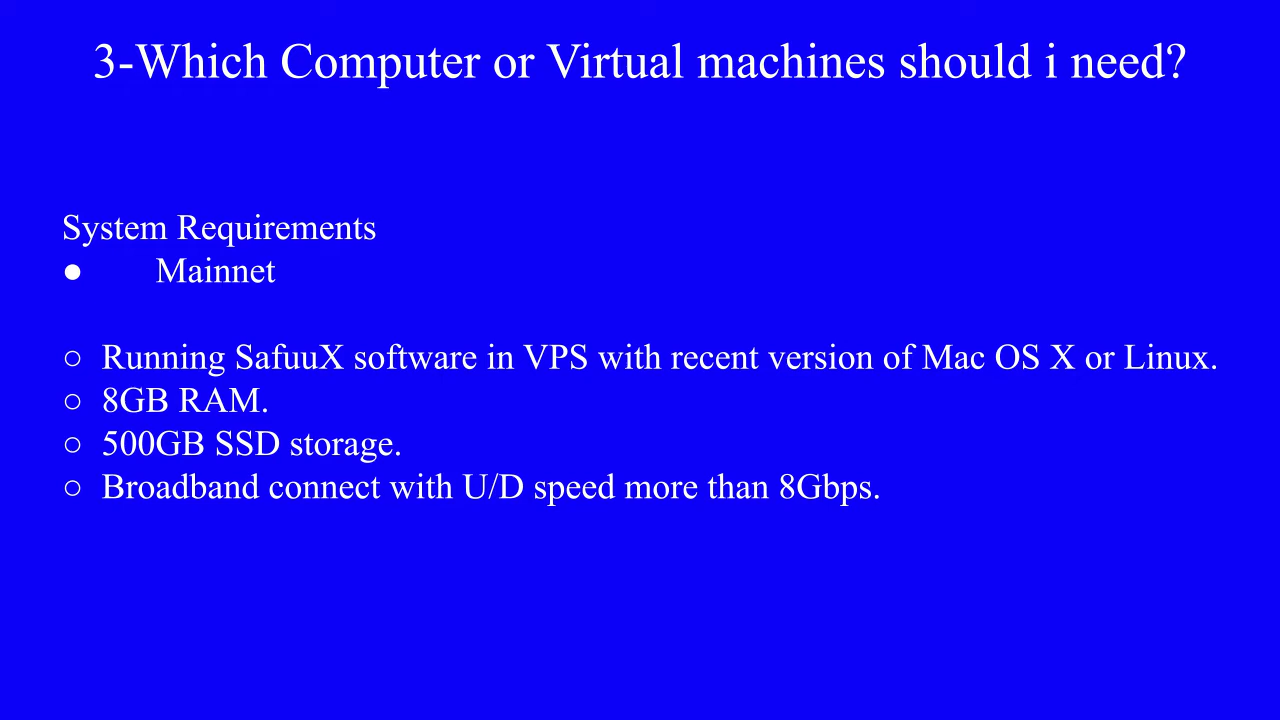 3-Which Computer or Virtual machines should i need?
System Requirements
● Mainnet
○ Running SafuuX software in VPS with recent version of Mac OS X or Linux.
○ 8GB RAM.
○ 500GB SSD storage.
○ Broadband connect with U/D speed more than 8Gbps.